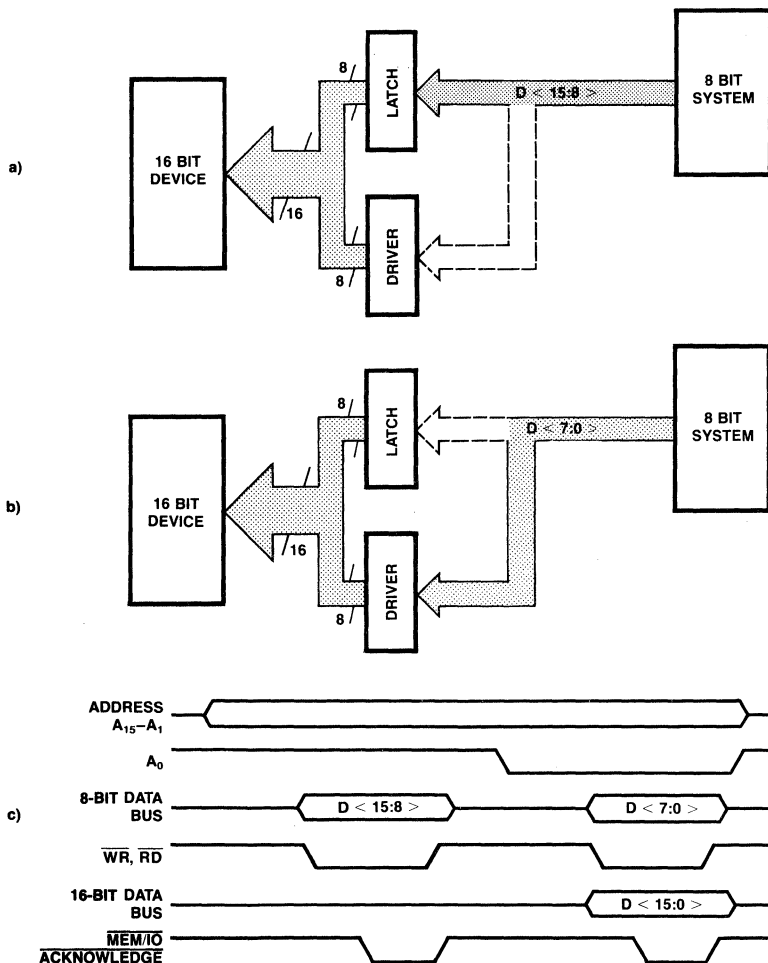 a)
16 BIT
DEVICE
8
LATCH
D < 15:8 >
8 BIT
SYSTEM
16
8
DRIVER
b)
16 BIT
DEVICE
8
LATCH
D < 7:0 >
8 BIT
SYSTEM
16
8
DRIVER
c)
ADDRESS
A15–A1
A0
8-BIT DATA
BUS
D < 15:8 >
D < 7:0 >
WR, RD
16-BIT DATA
BUS
D < 15:0 >
MEM/IO
ACKNOWLEDGE